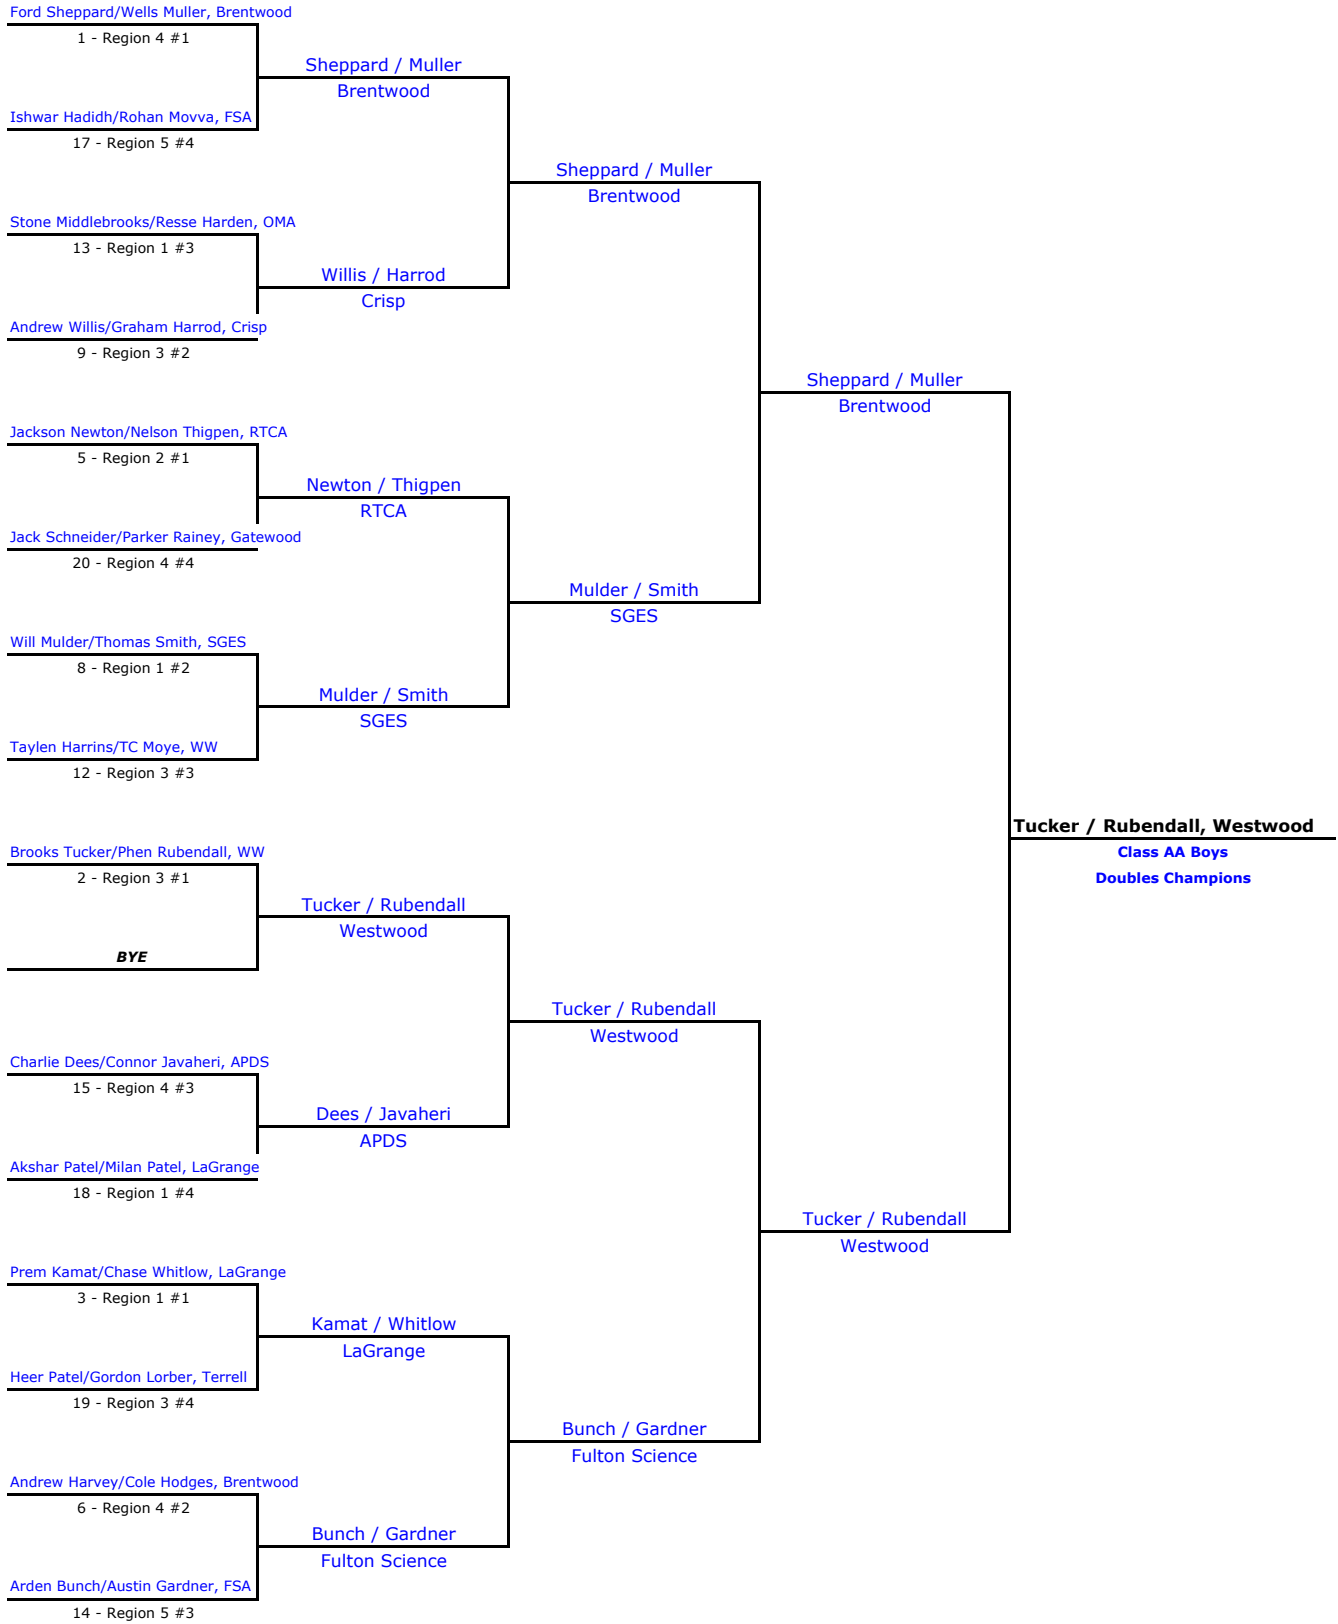 Ford Sheppard/Wells Muller, Brentwood
1 - Region 4 #1
Sheppard / Muller
Brentwood
Ishwar Hadidh/Rohan Movva, FSA
17 - Region 5 #4
Sheppard / Muller
Brentwood
Stone Middlebrooks/Resse Harden, OMA
13 - Region 1 #3
Willis / Harrod
Crisp
Andrew Willis/Graham Harrod, Crisp
9 - Region 3 #2
Sheppard / Muller
Brentwood
Jackson Newton/Nelson Thigpen, RTCA
5 - Region 2 #1
Newton / Thigpen
RTCA
Jack Schneider/Parker Rainey, Gatewood
20 - Region 4 #4
Mulder / Smith
SGES
Will Mulder/Thomas Smith, SGES
8 - Region 1 #2
Mulder / Smith
SGES
Taylen Harrins/TC Moye, WW
12 - Region 3 #3
Tucker / Rubendall, Westwood
Class AA Boys
Doubles Champions
Brooks Tucker/Phen Rubendall, WW
2 - Region 3 #1
Tucker / Rubendall
Westwood
BYE
Tucker / Rubendall
Westwood
Charlie Dees/Connor Javaheri, APDS
15 - Region 4 #3
Dees / Javaheri
APDS
Akshar Patel/Milan Patel, LaGrange
18 - Region 1 #4
Tucker / Rubendall
Westwood
Prem Kamat/Chase Whitlow, LaGrange
3 - Region 1 #1
Kamat / Whitlow
LaGrange
Heer Patel/Gordon Lorber, Terrell
19 - Region 3 #4
Bunch / Gardner
Fulton Science
Andrew Harvey/Cole Hodges, Brentwood
6 - Region 4 #2
Bunch / Gardner
Fulton Science
Arden Bunch/Austin Gardner, FSA
14 - Region 5 #3